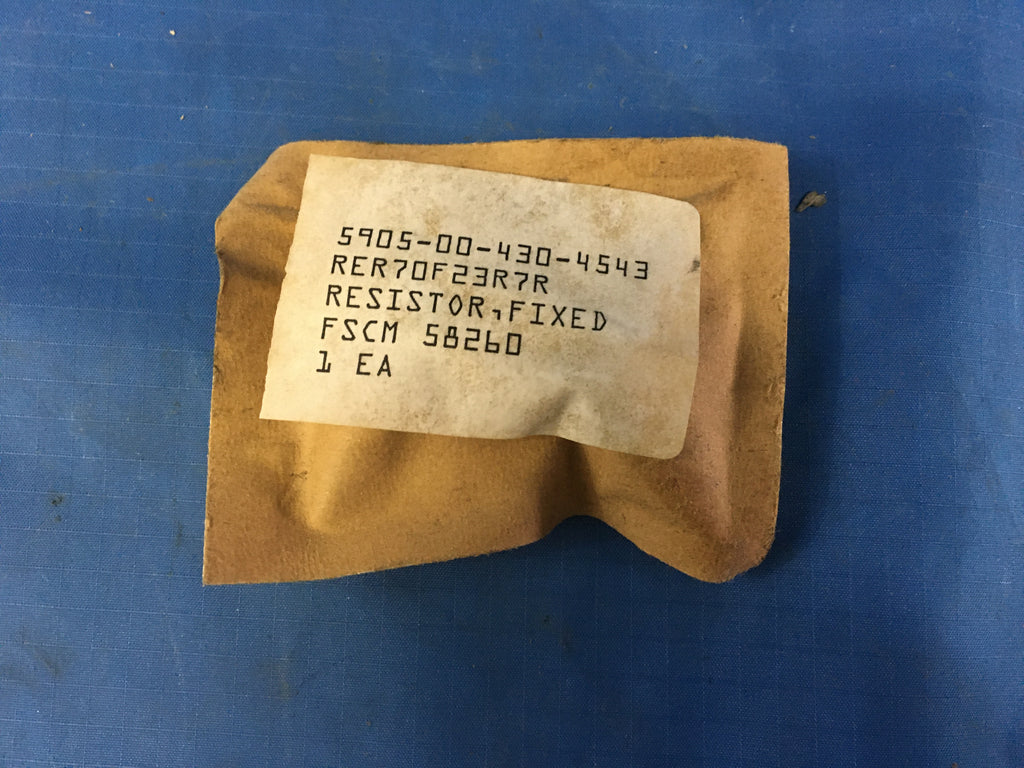 5905-00-430-4543
RER70F23R7R
RESISTOR,FIXED
FSCM 58260
1 EA